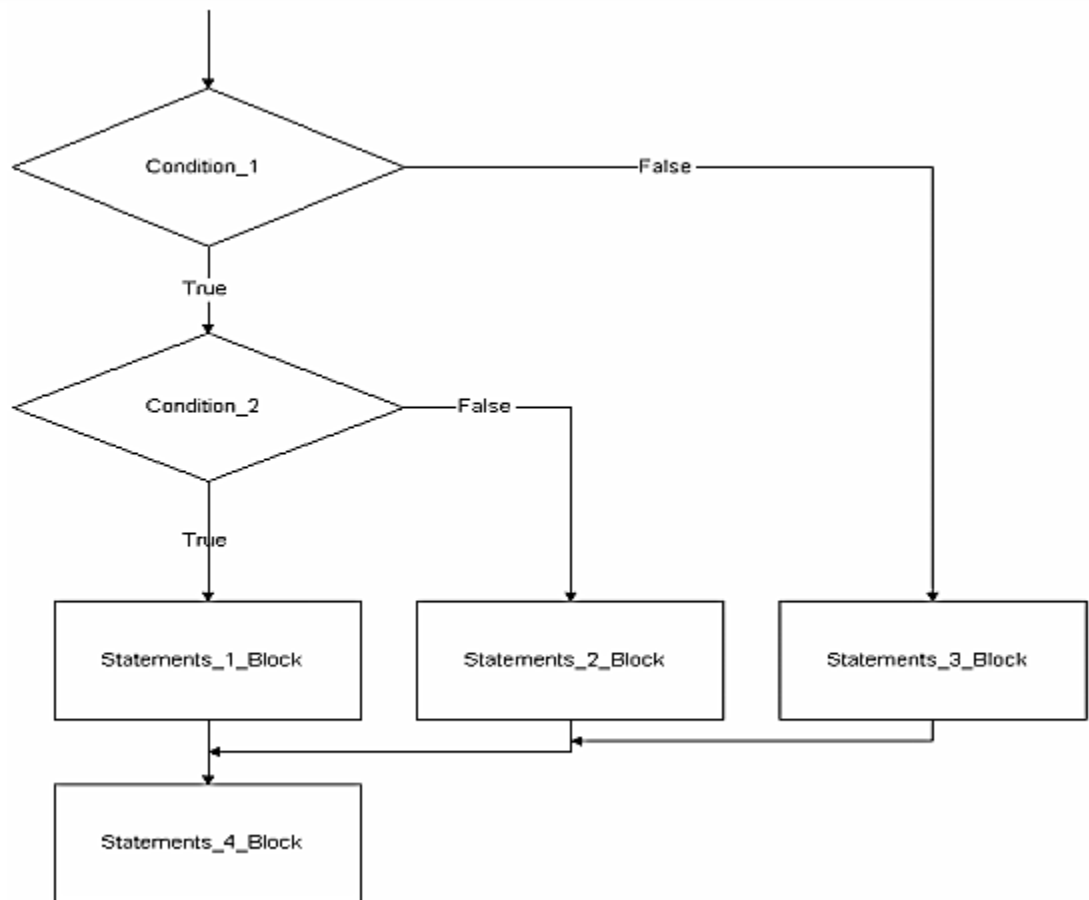 Condition_1
False
True
Condition_2
False
True
Statements_1_Block
Statements_2_Block
Statements_3_Block
Statements_4_Block